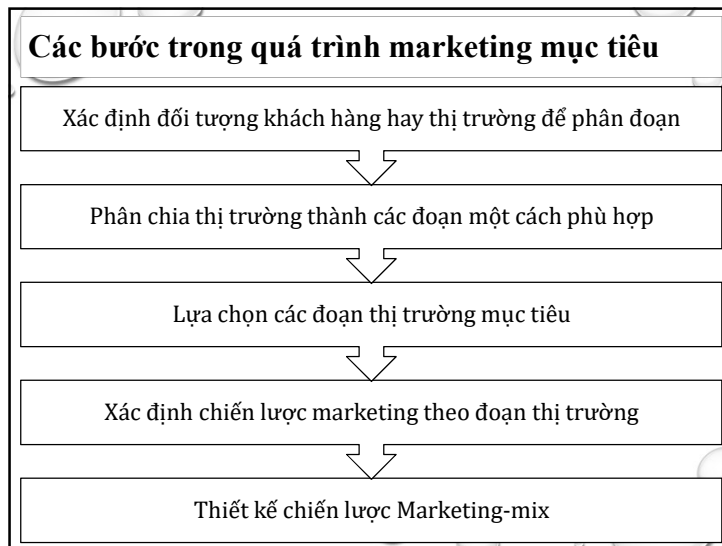 Các bước trong quá trình marketing mục tiêu
Xác định đối tượng khách hàng hay thị trường để phân đoạn
Phân chia thị trường thành các đoạn một cách phù hợp
Lựa chọn các đoạn thị trường mục tiêu
Xác định chiến lược marketing theo đoạn thị trường
Thiết kế chiến lược Marketing-mix